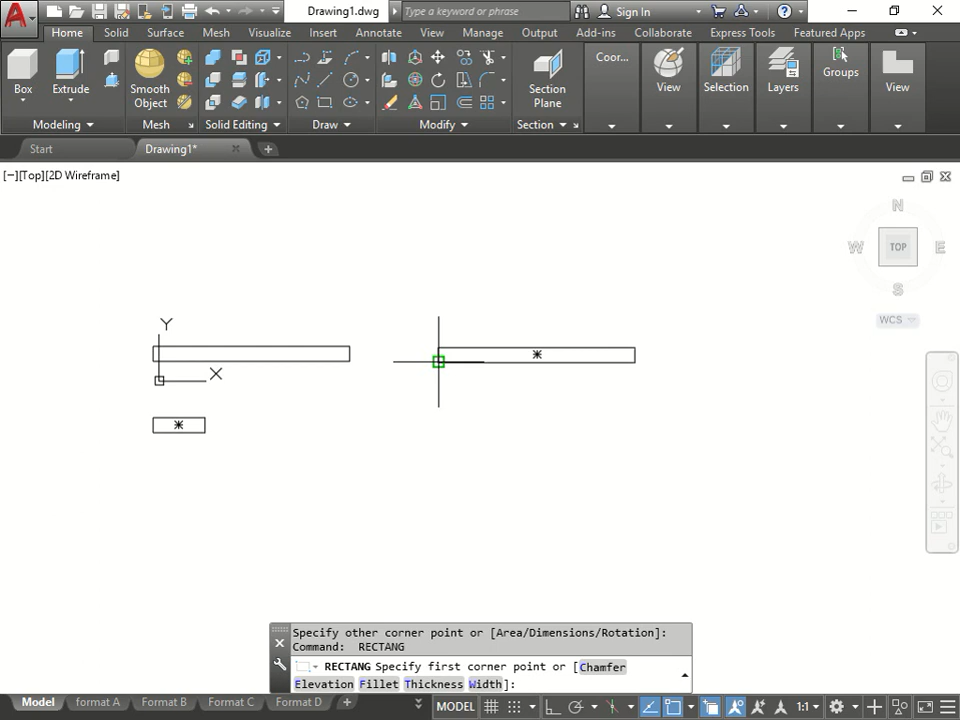 A
Drawing1.dwg
Type a keyword or phrase
Sign In
Home
Solid
Surface
Mesh
Visualize
Insert
Annotate
View
Manage
Output
Add-ins
Collaborate
Express Tools
Featured Apps
Box
Extrude
Smooth
Object
Section
Plane
Coor...
View
Selection
Layers
Groups
View
Modeling
Mesh
Solid Editing
Draw
Modify
Section
Start
Drawing1*
[−][Top][2D Wireframe]
N
W
TOP
E
S
WCS
Y
X
Specify other corner point or [Area/Dimensions/Rotation]:
Command: RECTANG
RECTANG Specify first corner point or [Chamfer
Elevation Fillet Thickness Width]:
Model
format A
Format B
Format C
Format D
MODEL
1:1